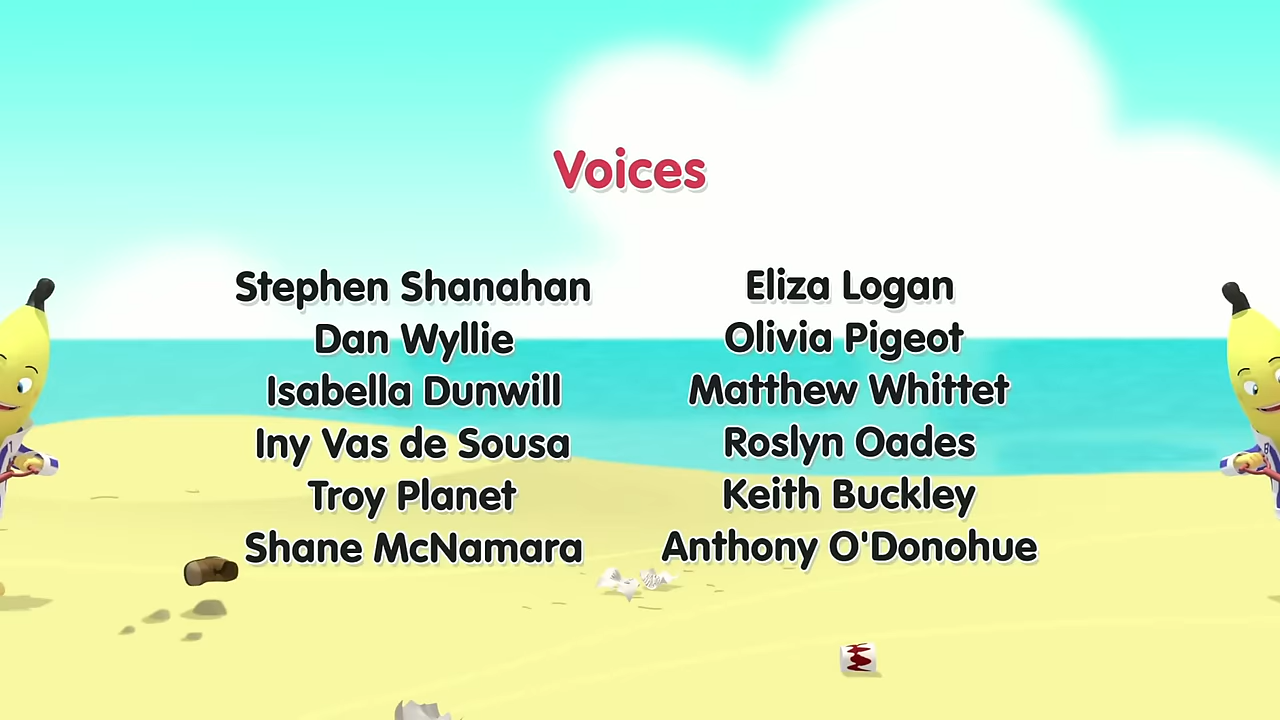 Voices
Stephen Shanahan
Dan Wyllie
Isabella Dunwill
Iny Vas de Sousa
Troy Planet
Shane McNamara
Eliza Logan
Olivia Pigeot
Matthew Whittet
Roslyn Oades
Keith Buckley
Anthony O'Donohue